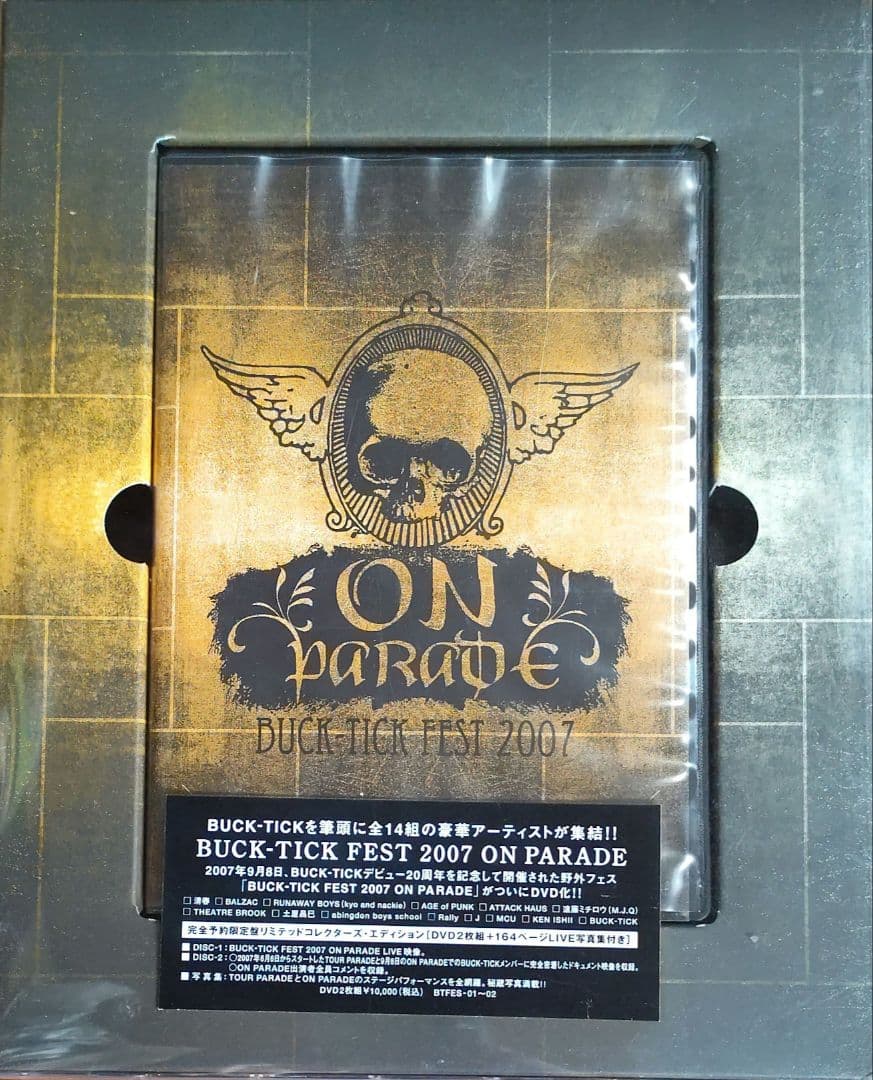 ON
PARADE
BUCK-TICK FEST 2007
BUCK-TICKを筆頭に全14組の豪華アーティストが集結!!
BUCK-TICK FEST 2007 ON PARADE
2007年9月8日、BUCK-TICKデビュー20周年を記念して開催された野外フェス
「BUCK-TICK FEST 2007 ON PARADE」がついにDVD化!!
□ 清春 □ BALZAC □ RUNAWAY BOYS(kyo and nackie) □ AGE of PUNK □ ATTACK HAUS □ 遠藤ミチロウ(M.J.Q)
□ THEATRE BROOK □ 土屋昌巳 □ abingdon boys school □ Rally □ J □ MCU □ KEN ISHII □ BUCK-TICK
完全予約限定盤リミテッドコレクターズ・エディション[DVD2枚組+164ページLIVE写真集付き]
■ DISC-1:BUCK-TICK FEST 2007 ON PARADE LIVE映像。
■ DISC-2:○2007年6月6日からスタートしたTOUR PARADEと9月8日のON PARADEでのBUCK-TICKメンバーに完全密着したドキュメント映像を収録。
○ON PARADE出演者全員コメントを収録。
■ 写真集:TOUR PARADEとON PARADEのステージパフォーマンスを全網羅。秘蔵写真満載!!
DVD2枚組 ¥10,000(税込) BTFES-01〜02